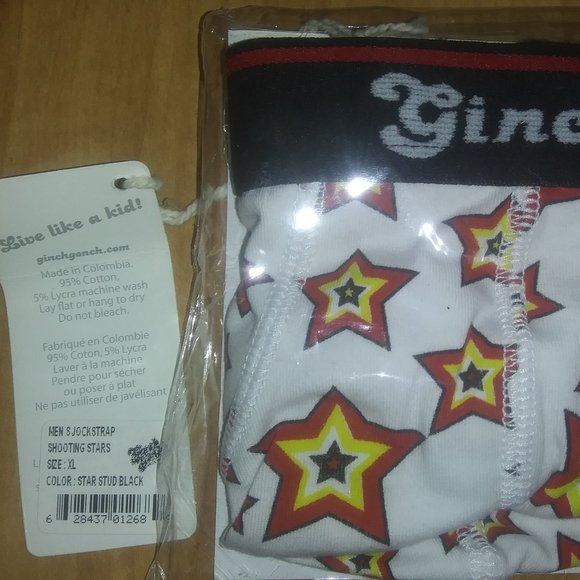 Ginc
Live like a kid!
ginchgonch.com
Made in Colombia.
95% Cotton,
5% Lycra machine wash
Lay flat or hang to dry
Do not bleach.
Fabriqué en Colombie
95% Coton, 5% Lycra
Laver à la machine
Pendre pour sécher
ou poser à plat
Ne pas utiliser de javélisant
MEN S JOCKSTRAP
SHOOTING STARS
SIZE : XL
COLOR : STAR STUD BLACK
6 28437 01268